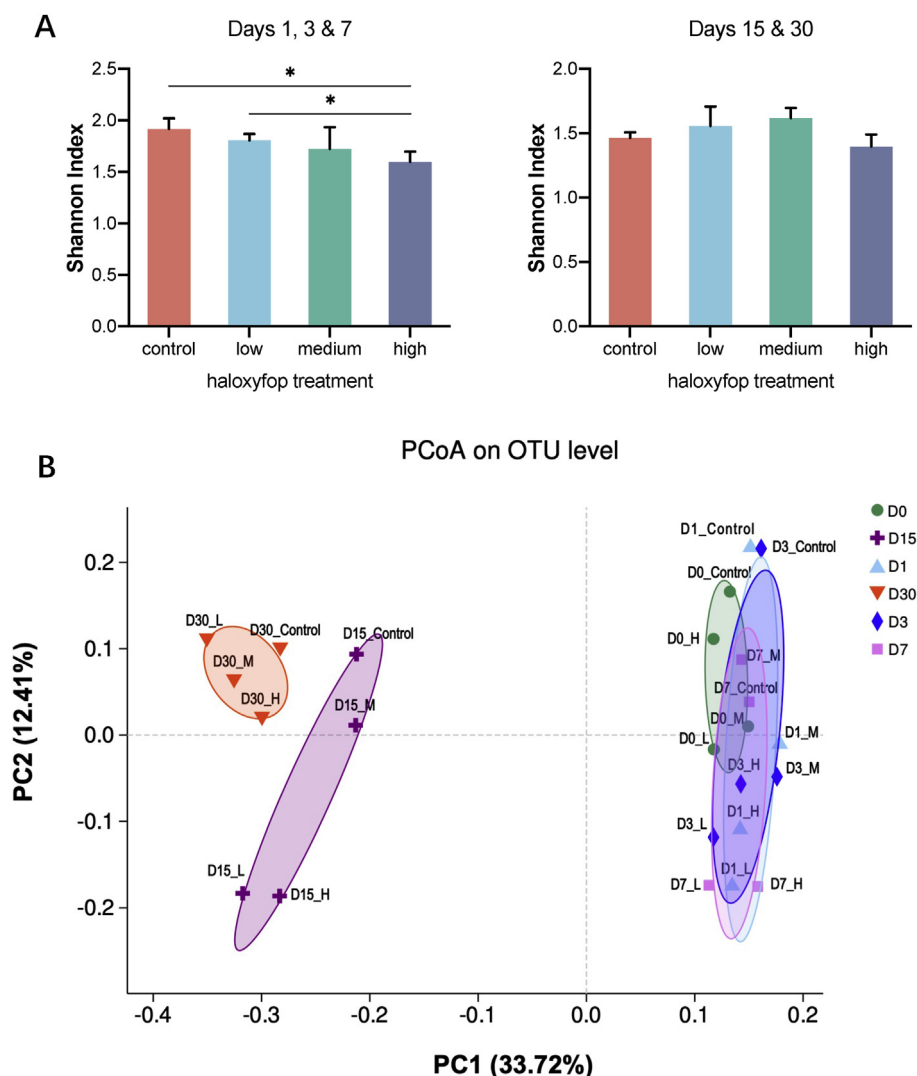 A
Days 1, 3 & 7
Days 15 & 30
Shannon Index
2.5
2.0
1.5
1.0
0.5
0.0
*
*
control low medium high
haloxyfop treatment
Shannon Index
2.0
1.5
1.0
0.5
0.0
control low medium high
haloxyfop treatment
B
PCoA on OTU level
PC2 (12.41%)
0.2
0.1
0.0
-0.1
-0.2
D30_L
D30_Control
D30_M
D30_H
D15_Control
D15_M
D15_L
D15_H
D1_Control
D3_Control
D0_Control
D0_H
D7_M
D7_Control
D0_M
D0_L
D1_M
D3_H
D3_M
D1_H
D3_L
D1_L
D7_L
D7_H
D0
D15
D1
D30
D3
D7
-0.4 -0.3 -0.2 -0.1 0.0 0.1 0.2
PC1 (33.72%)